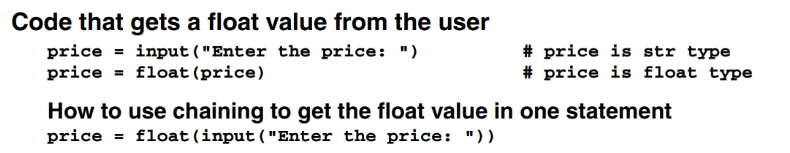 Code that gets a float value from the user
price = input("Enter the price: ") # price is str type
price = float(price) # price is float type
How to use chaining to get the float value in one statement
price = float(input("Enter the price: "))